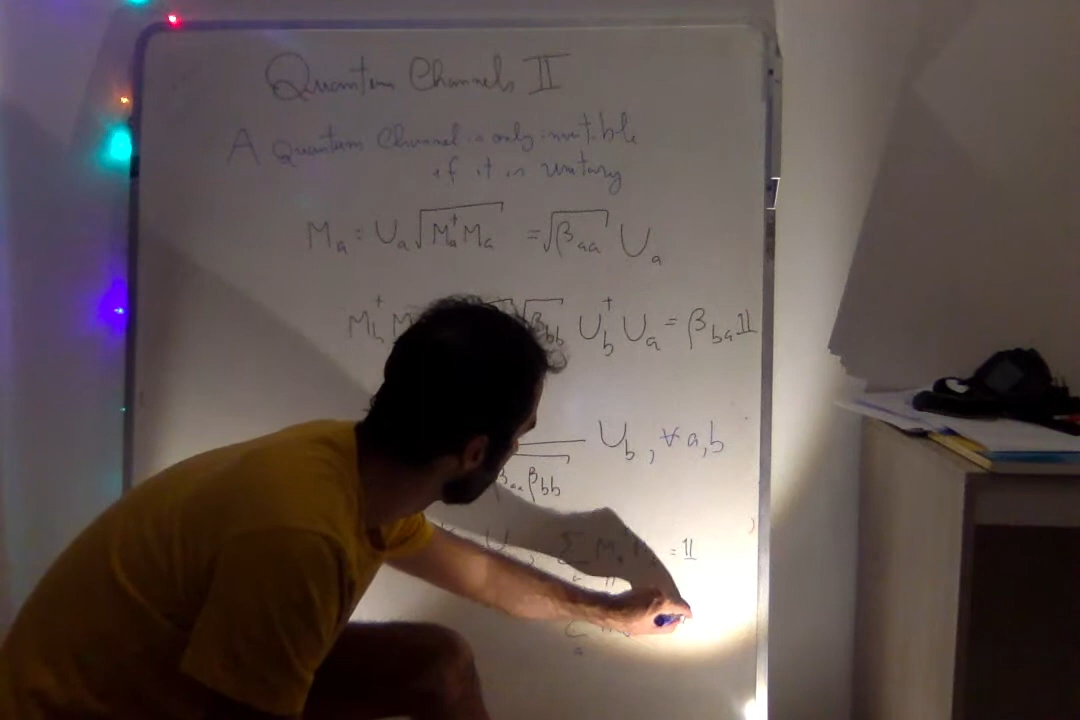 Quantum Channels II
A Quantum Channel is only invertible
if it is unitary
M_a = U_a √(M_a† M_a) = √(β_aa) U_a
M_b† M √(β_bb) U_b† U_a = β_ba 𝟙
U_b , ∀ a,b
β_aa β_bb
U , Σ_a M_a† M_a = 𝟙